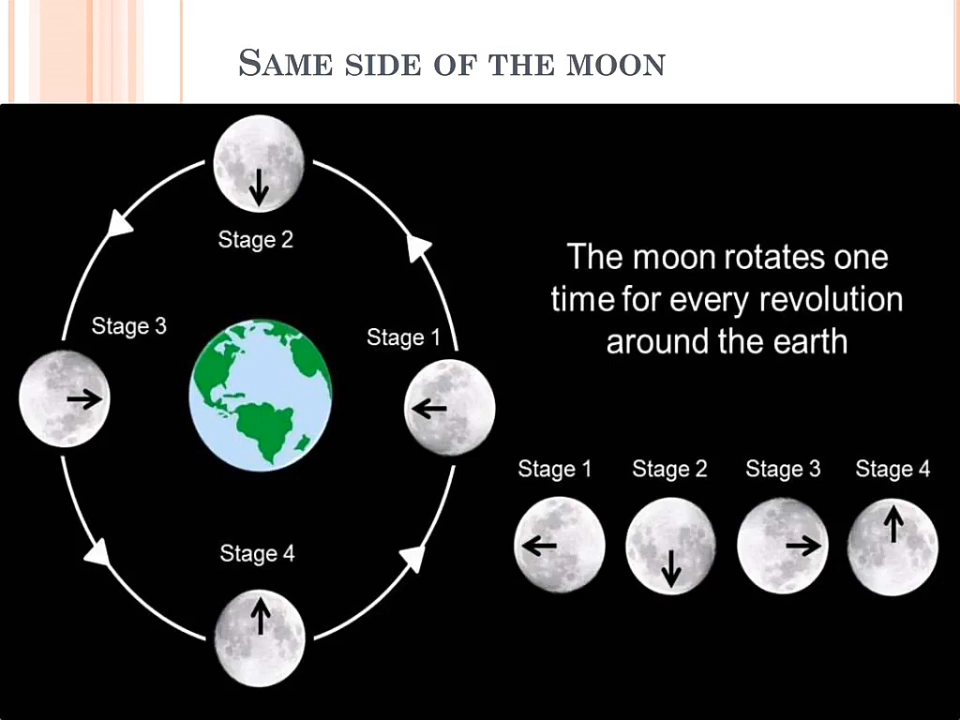 SAME SIDE OF THE MOON
Stage 2
Stage 3
Stage 1
Stage 4
The moon rotates one
time for every revolution
around the earth
Stage 1 Stage 2 Stage 3 Stage 4